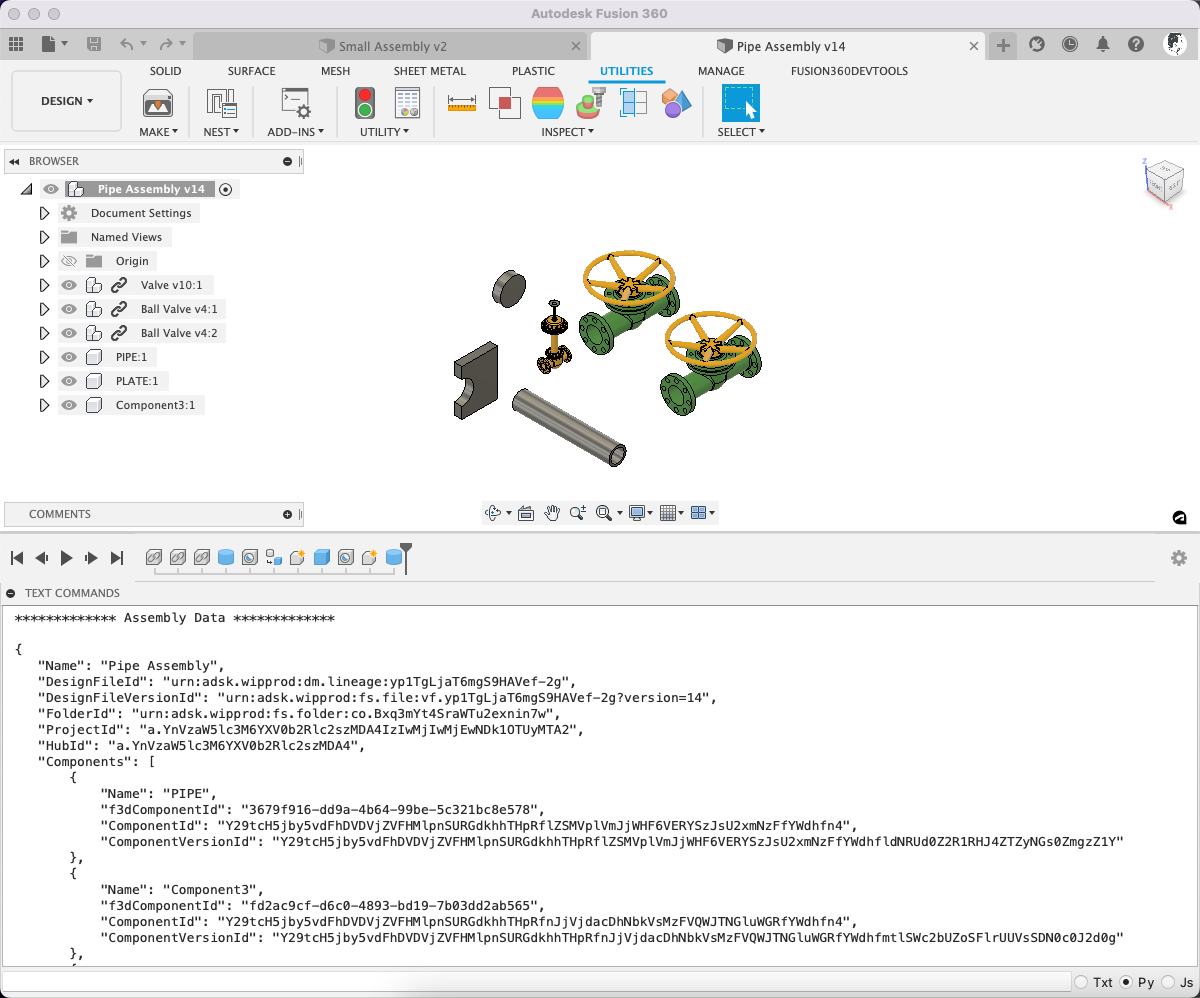 Autodesk Fusion 360
Small Assembly v2
Pipe Assembly v14
SOLID SURFACE MESH SHEET METAL PLASTIC UTILITIES MANAGE FUSION360DEVTOOLS
DESIGN
MAKE NEST ADD-INS UTILITY INSPECT SELECT
BROWSER
Pipe Assembly v14
Document Settings
Named Views
Origin
Valve v10:1
Ball Valve v4:1
Ball Valve v4:2
PIPE:1
PLATE:1
Component3:1
Z
X
COMMENTS
TEXT COMMANDS
************* Assembly Data *************
{
"Name": "Pipe Assembly",
"DesignFileId": "urn:adsk.wipprod:dm.lineage:yp1TgLjaT6mgS9HAVef-2g",
"DesignFileVersionId": "urn:adsk.wipprod:fs.file:vf.yp1TgLjaT6mgS9HAVef-2g?version=14",
"FolderId": "urn:adsk.wipprod:fs.folder:co.Bxq3mYt4SraWTu2exnin7w",
"ProjectId": "a.YnVzaW5lc3M6YXV0b2Rlc2szMDA4IzIwMjIwMjEwNDk1OTUyMTA2",
"HubId": "a.YnVzaW5lc3M6YXV0b2Rlc2szMDA4",
"Components": [
{
"Name": "PIPE",
"f3dComponentId": "3679f916-dd9a-4b64-99be-5c321bc8e578",
"ComponentId": "Y29tcH5jby5vdFhDVDVjZVFHMlpnSURGdkhhTHpRflZSMVplVmJjWHF6VERYSzJsU2xmNzFfYWdhfn4",
"ComponentVersionId": "Y29tcH5jby5vdFhDVDVjZVFHMlpnSURGdkhhTHpRflZSMVplVmJjWHF6VERYSzJsU2xmNzFfYWdhfldNRUd0Z2R1RHJ4ZTZyNGs0ZmgzZ1Y"
},
{
"Name": "Component3",
"f3dComponentId": "fd2ac9cf-d6c0-4893-bd19-7b03dd2ab565",
"ComponentId": "Y29tcH5jby5vdFhDVDVjZVFHMlpnSURGdkhhTHpRfnJjVjdacDhNbkVsMzFVQWJTNGluWGRfYWdhfn4",
"ComponentVersionId": "Y29tcH5jby5vdFhDVDVjZVFHMlpnSURGdkhhTHpRfnJjVjdacDhNbkVsMzFVQWJTNGluWGRfYWdhfmtlSWc2bUZoSFlrUUVsSDN0c0J2d0g"
},
Txt Py Js